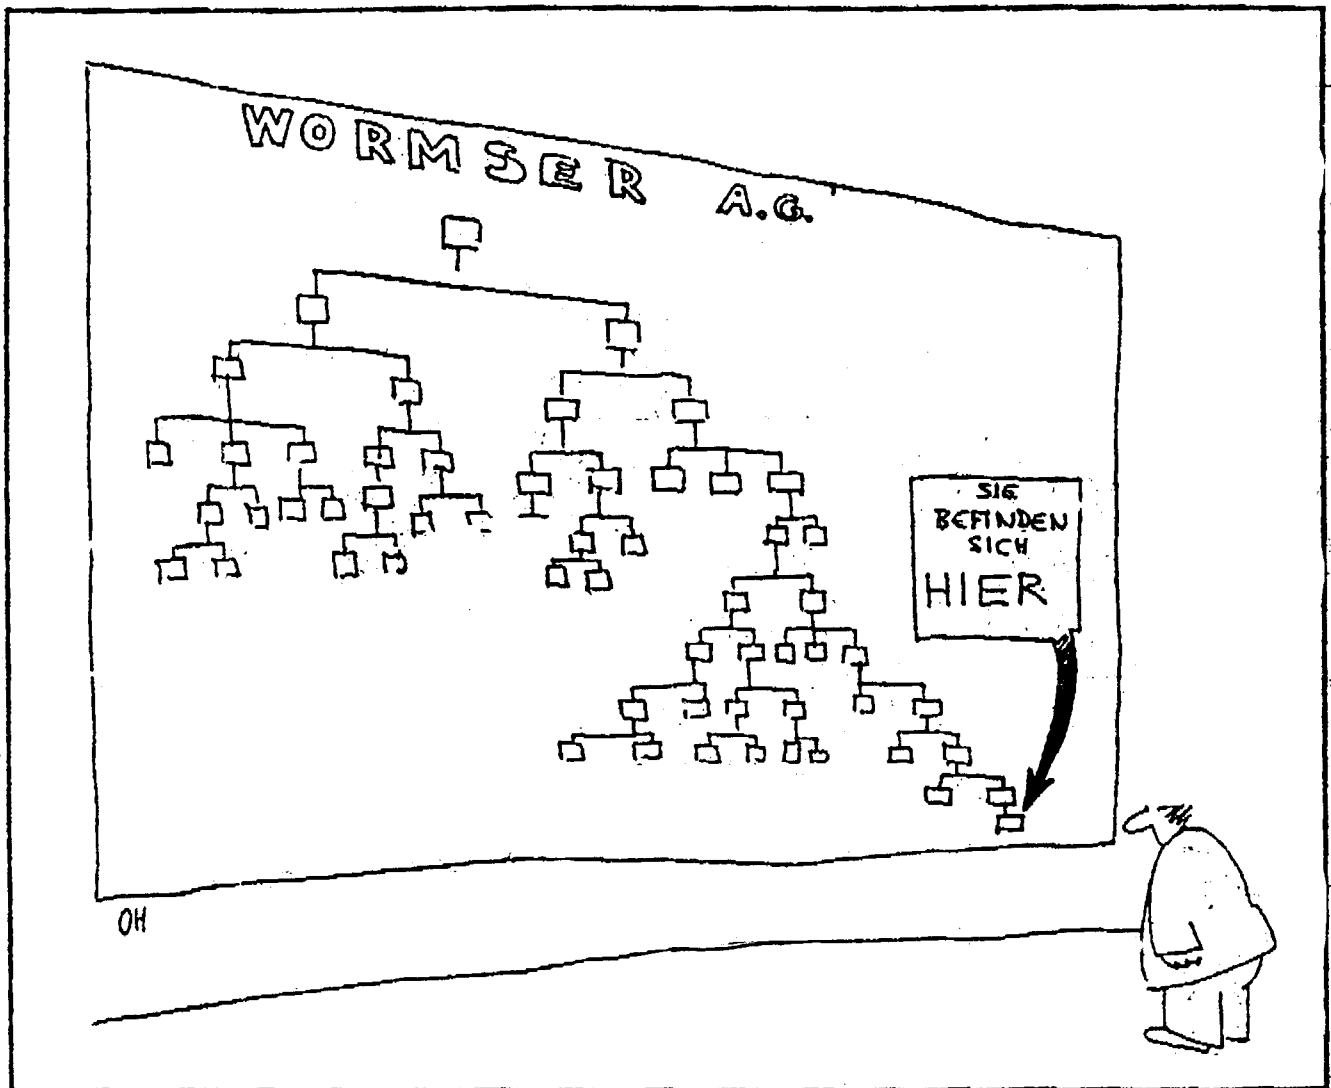 WORMSER A.G.
SIE
BEFINDEN
SICH
HIER
OH